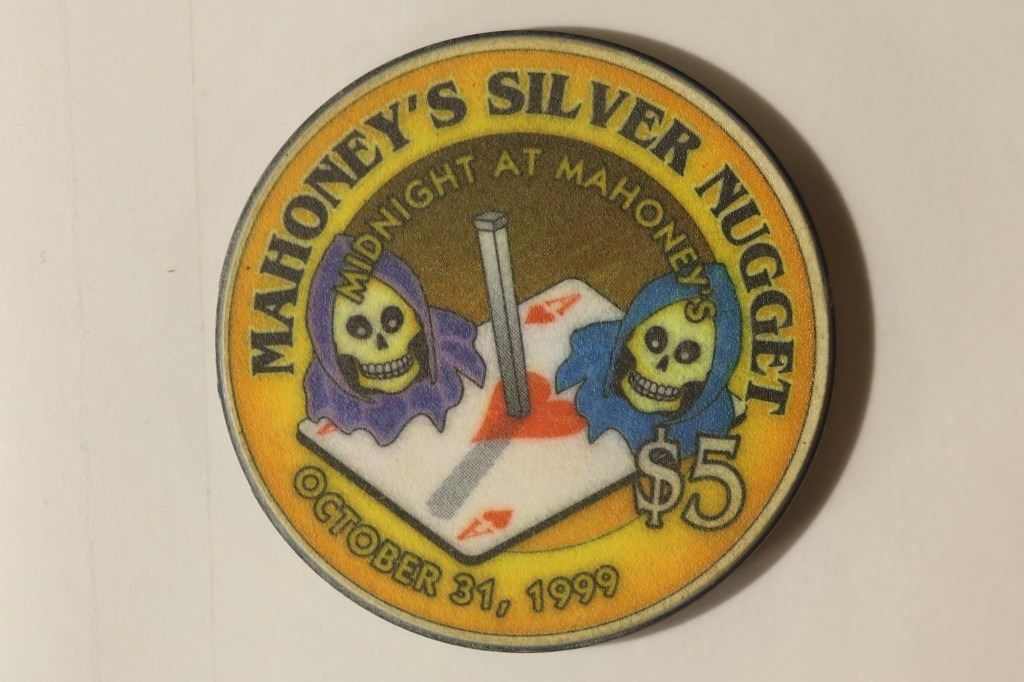 MAHONEY'S SILVER NUGGET
MIDNIGHT AT MAHONEY'S
A
A
$5
OCTOBER 31, 1999